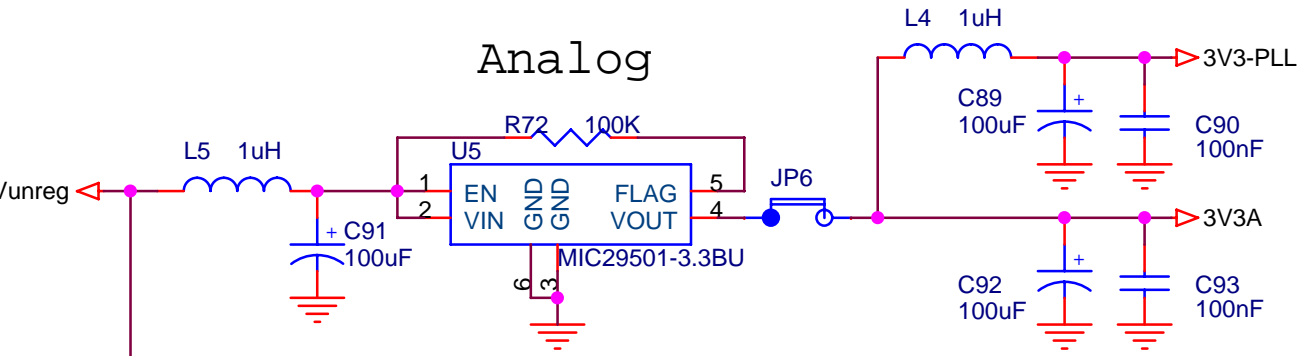 L4 1uH
Analog
3V3-PLL
C89
100uF
+
C90
100nF
R72 100K
L5 1uH
U5
JP6
Vunreg
1
EN
FLAG
5
2
VIN
GND
GND
VOUT
4
3V3A
+
C91
100uF
MIC29501-3.3BU
6
3
+
C92
100uF
C93
100nF